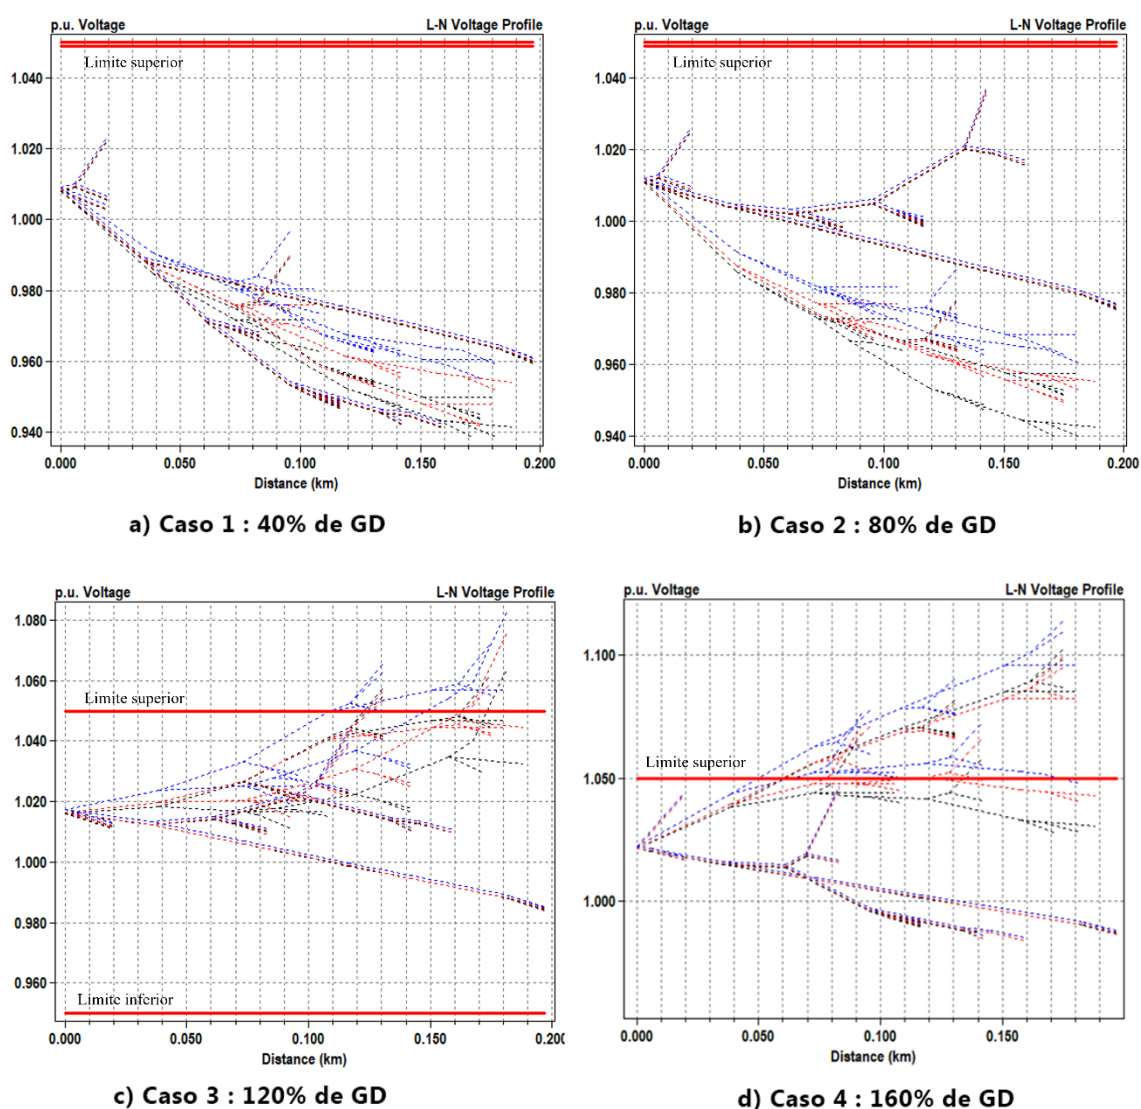 p.u. Voltage L-N Voltage Profile
Limite superior
1.040
1.020
1.000
0.980
0.960
0.940
0.000 0.050 0.100 0.150 0.200
Distance (km)
a) Caso 1 : 40% de GD
p.u. Voltage L-N Voltage Profile
Limite superior
1.040
1.020
1.000
0.980
0.960
0.940
0.000 0.050 0.100 0.150 0.200
Distance (km)
b) Caso 2 : 80% de GD
p.u. Voltage L-N Voltage Profile
1.080
1.060
Limite superior
1.040
1.020
1.000
0.980
0.960
Limite inferior
0.000 0.050 0.100 0.150 0.200
Distance (km)
c) Caso 3 : 120% de GD
p.u. Voltage L-N Voltage Profile
1.100
Limite superior
1.050
1.000
0.000 0.050 0.100 0.150
Distance (km)
d) Caso 4 : 160% de GD